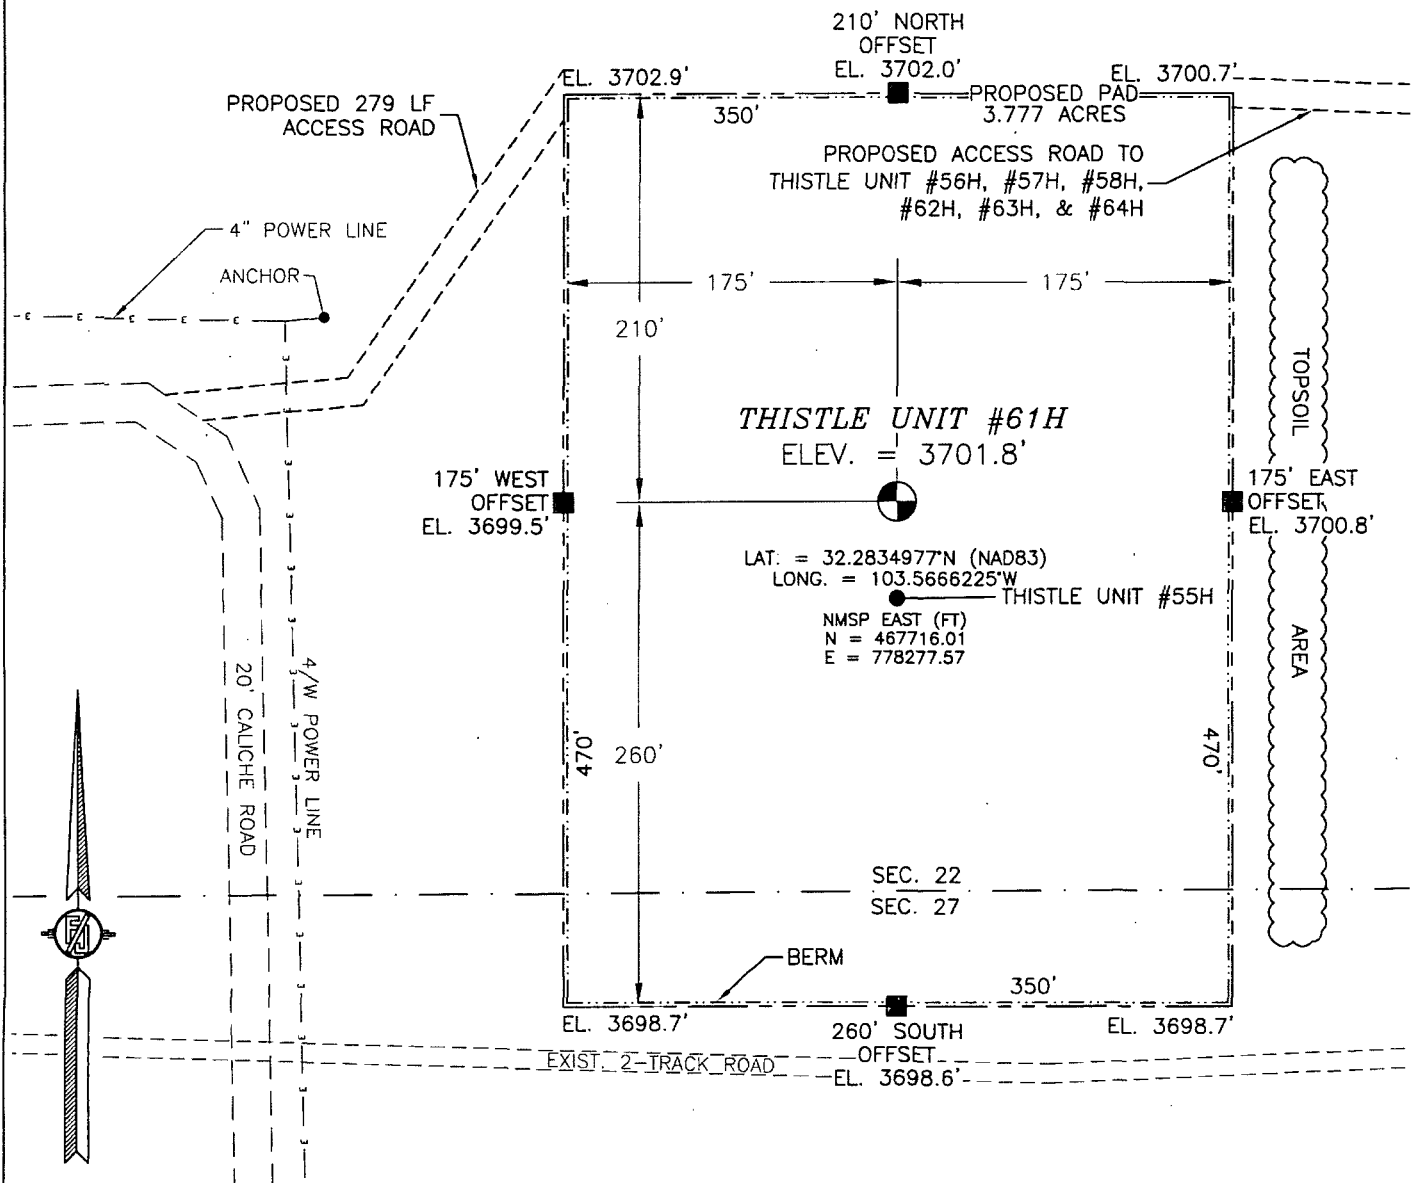 210' NORTH
OFFSET
EL. 3702.0'
EL. 3702.9'
EL. 3700.7'
PROPOSED 279 LF
ACCESS ROAD
350'
PROPOSED PAD
3.777 ACRES
PROPOSED ACCESS ROAD TO
THISTLE UNIT #56H, #57H, #58H,
#62H, #63H, & #64H
4" POWER LINE
ANCHOR
175'
175'
210'
TOPSOIL
AREA
THISTLE UNIT #61H
ELEV. = 3701.8'
175' WEST
OFFSET
EL. 3699.5'
175' EAST
OFFSET
EL. 3700.8'
LAT. = 32.2834977°N (NAD83)
LONG. = 103.5666225°W
THISTLE UNIT #55H
NMSP EAST (FT)
N = 467716.01
E = 778277.57
4/W POWER LINE
20' CALICHE ROAD
470'
260'
470'
SEC. 22
SEC. 27
BERM
350'
EL. 3698.7'
260' SOUTH
OFFSET
EL. 3698.6'
EL. 3698.7'
EXIST. 2-TRACK ROAD